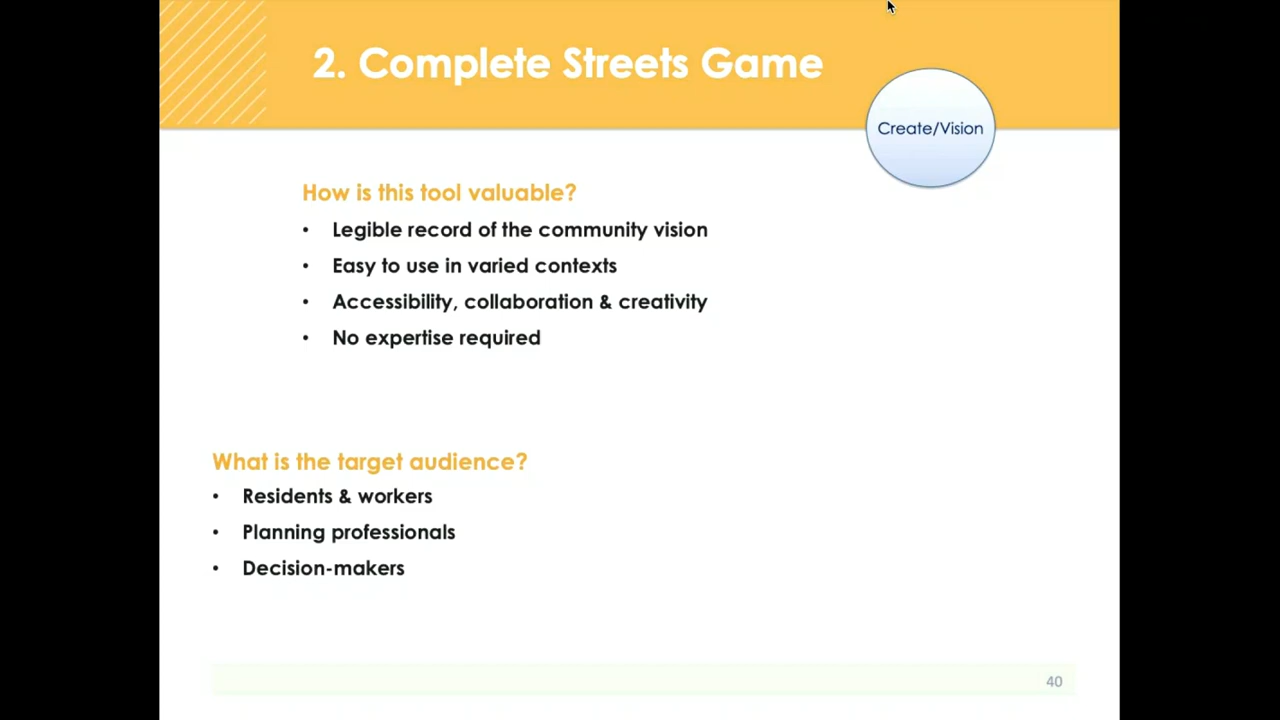 2. Complete Streets Game
Create/Vision
How is this tool valuable?
• Legible record of the community vision
• Easy to use in varied contexts
• Accessibility, collaboration & creativity
• No expertise required
What is the target audience?
• Residents & workers
• Planning professionals
• Decision-makers
40